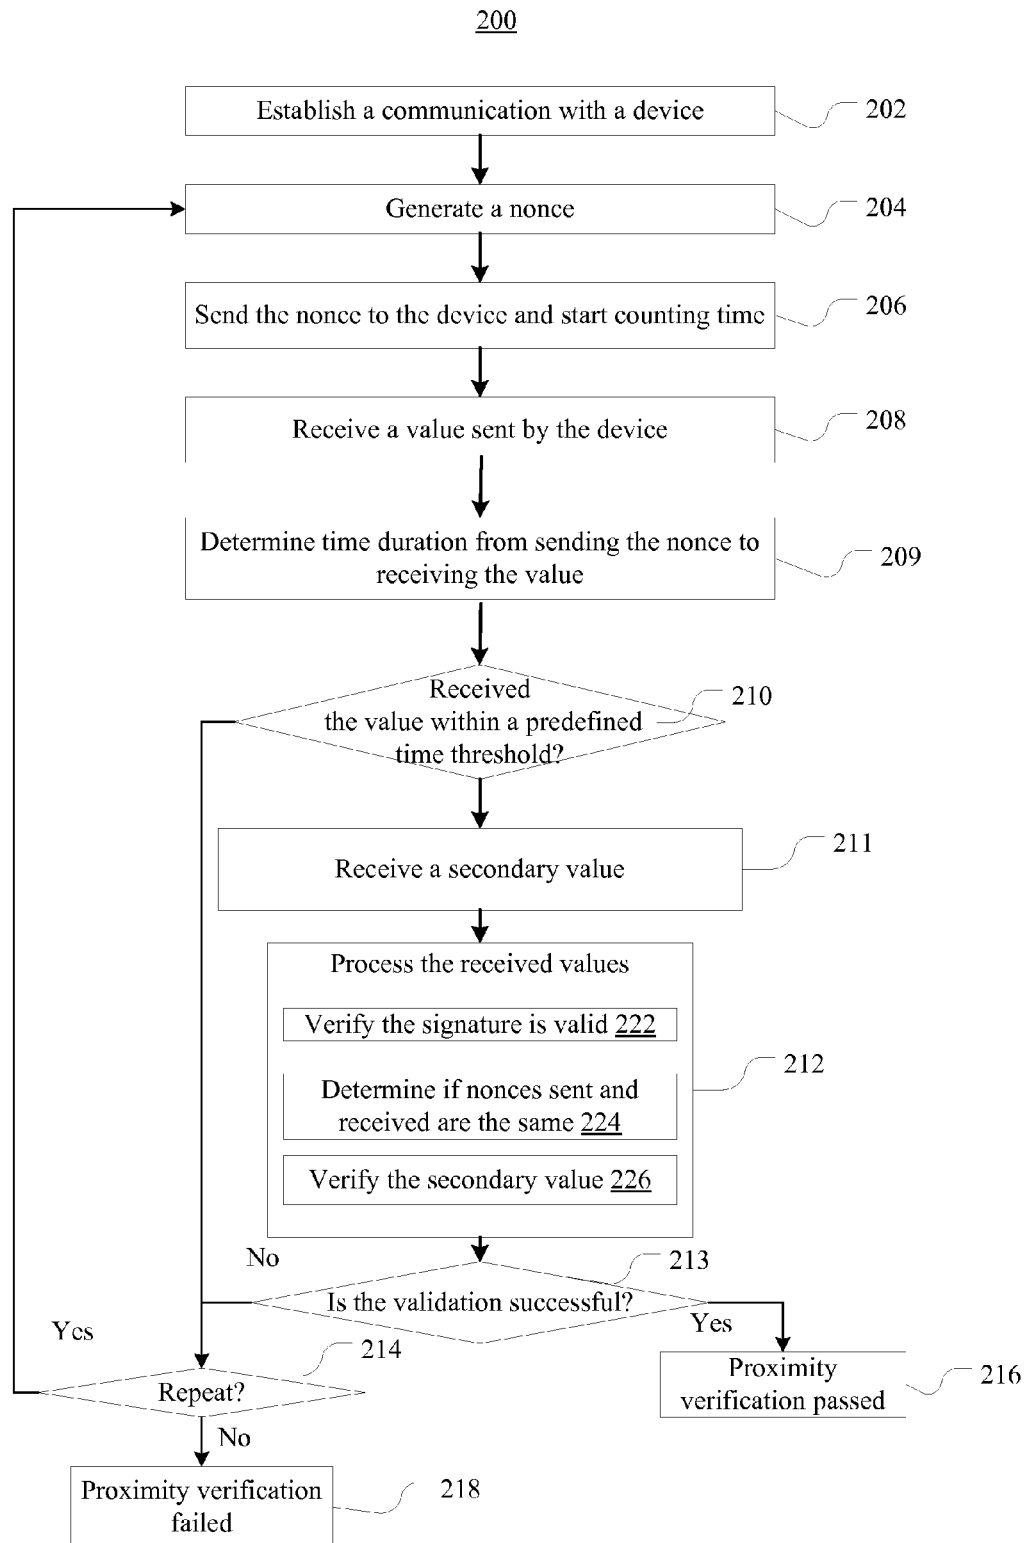 200
Establish a communication with a device
202
Generate a nonce
204
Send the nonce to the device and start counting time
206
Receive a value sent by the device
208
Determine time duration from sending the nonce to
receiving the value
209
Received
the value within a predefined
time threshold?
210
Receive a secondary value
211
Process the received values
Verify the signature is valid 222
Determine if nonces sent and
received are the same 224
Verify the secondary value 226
212
No
Is the validation successful?
213
Yes
Yes
Repeat?
214
Proximity
verification passed
216
No
Proximity verification
failed
218